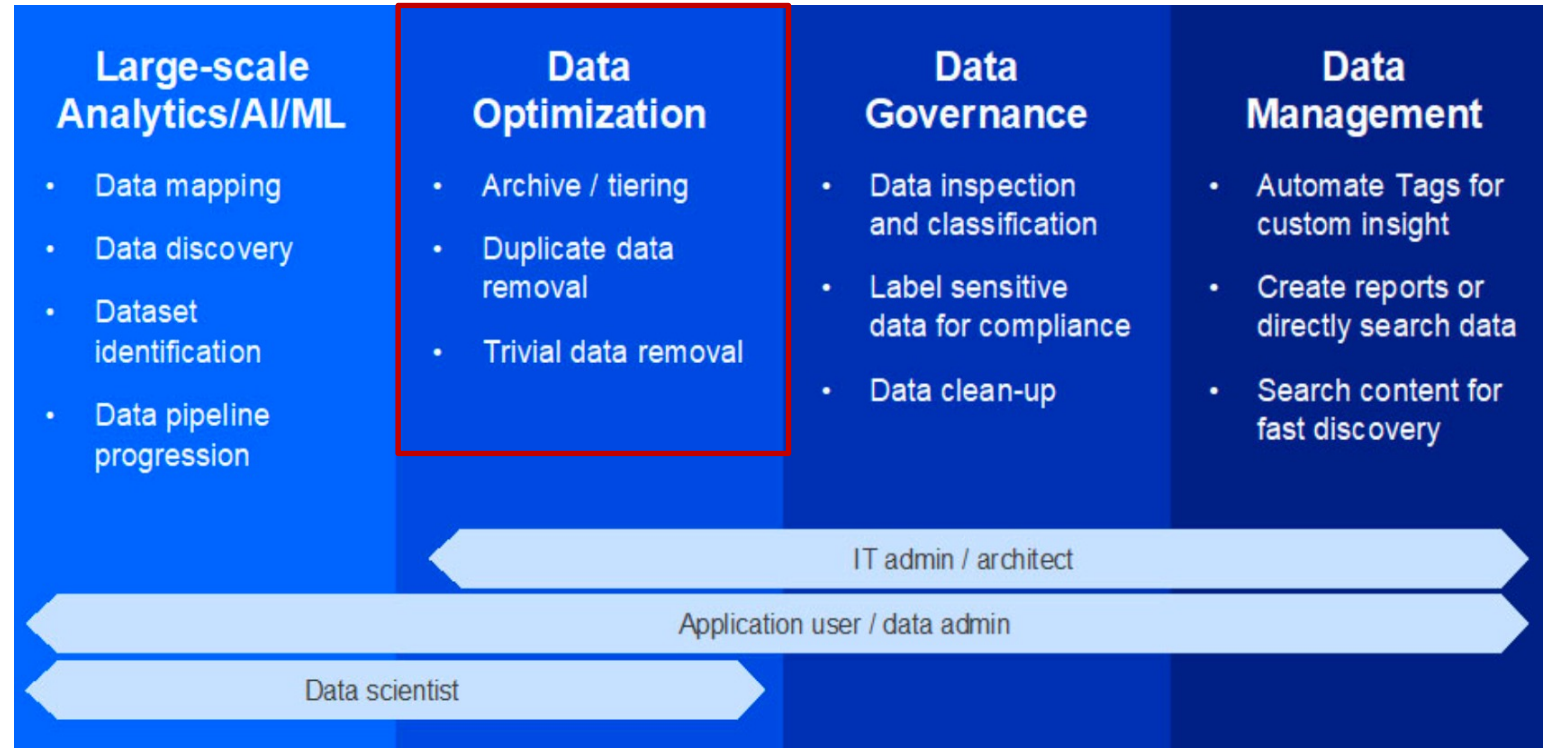 Large-scale
Analytics/AI/ML
• Data mapping
• Data discovery
• Dataset
identification
• Data pipeline
progression
Data
Optimization
• Archive / tiering
• Duplicate data
removal
• Trivial data removal
Data
Governance
• Data inspection
and classification
• Label sensitive
data for compliance
• Data clean-up
Data
Management
• Automate Tags for
custom insight
• Create reports or
directly search data
• Search content for
fast discovery
IT admin / architect
Application user / data admin
Data scientist